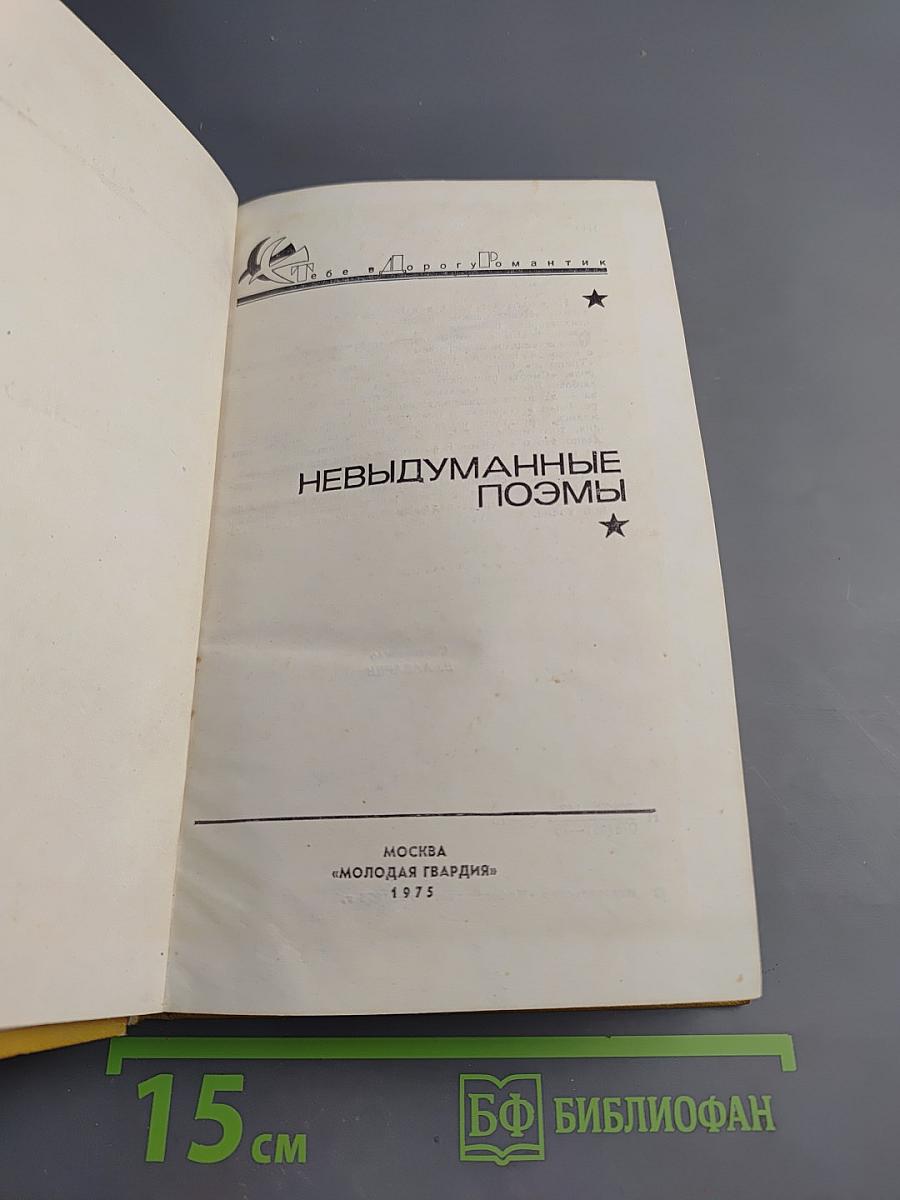 Тебе в Дорогу Романтик
НЕВЫДУМАННЫЕ
ПОЭМЫ
МОСКВА
«МОЛОДАЯ ГВАРДИЯ»
1975
15 см
БФ БИБЛИОФАН